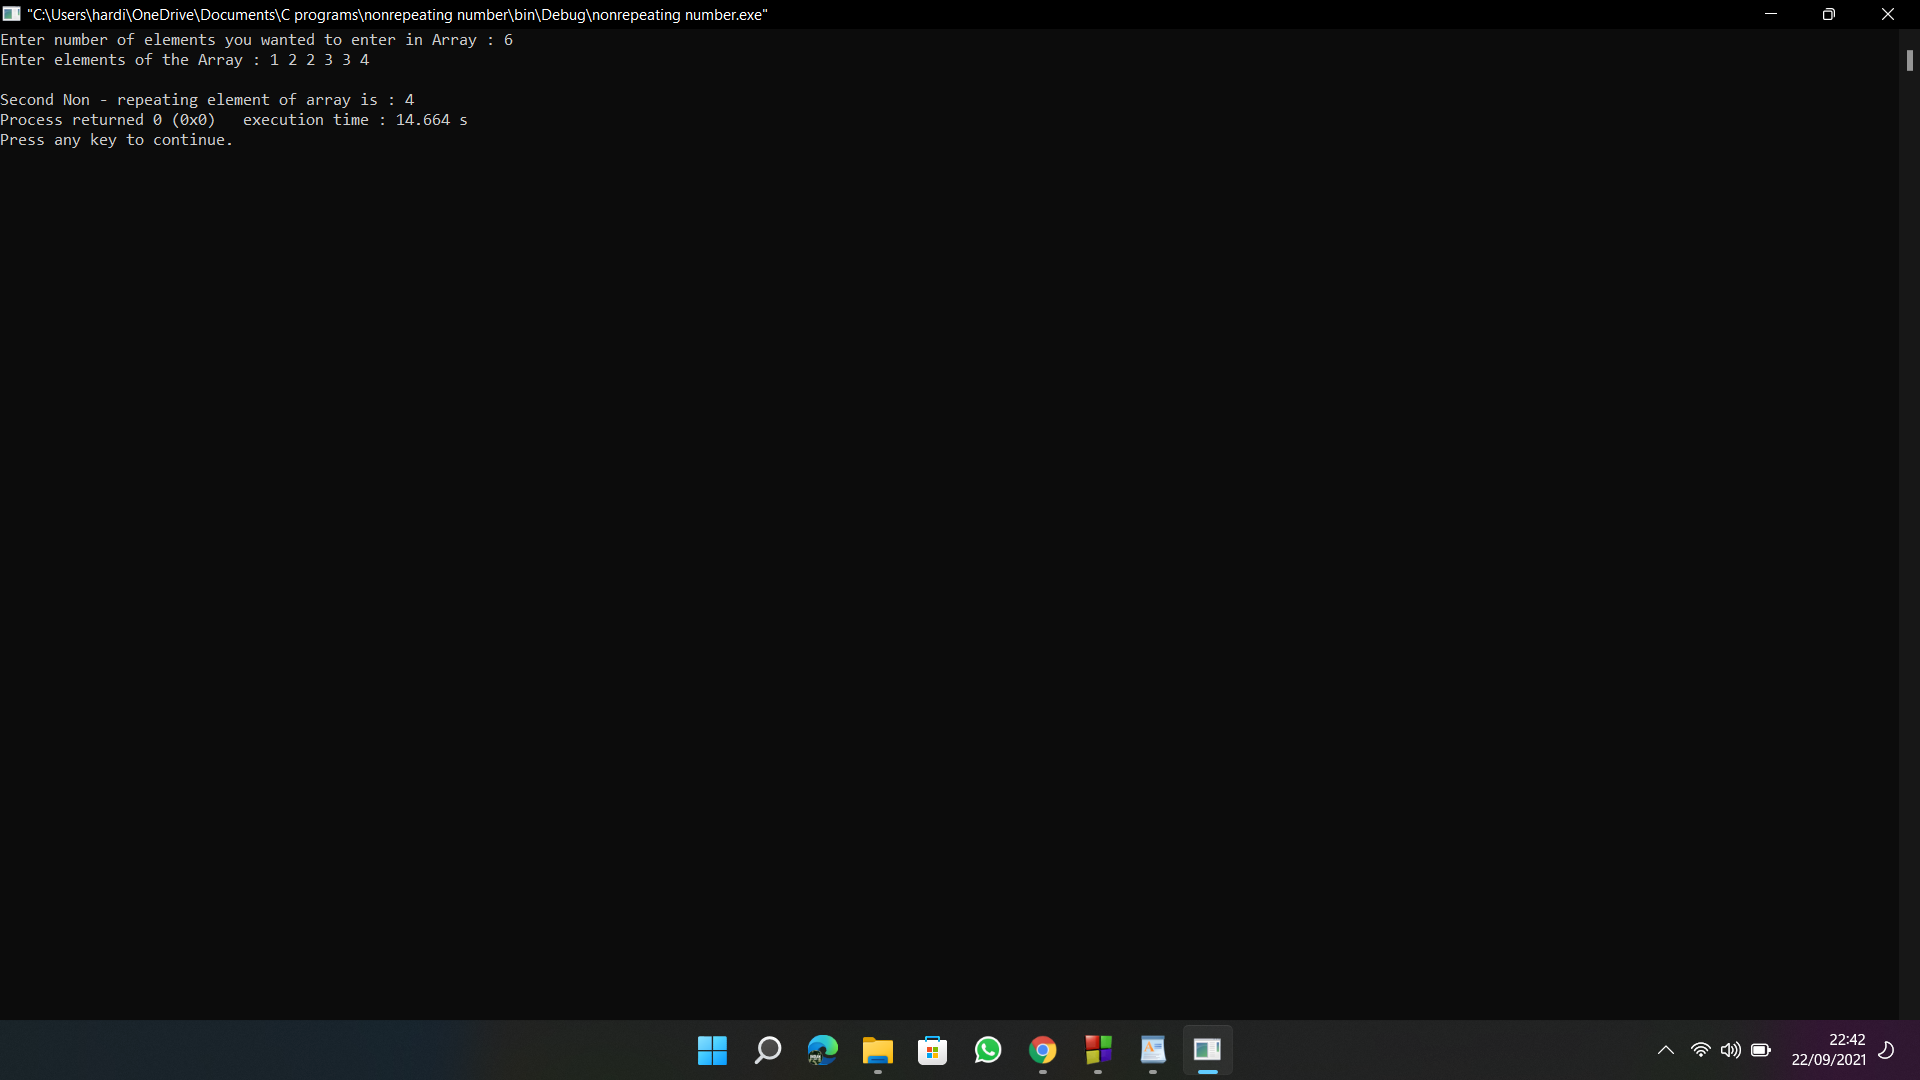 "C:\Users\hardi\OneDrive\Documents\C programs\nonrepeating number\bin\Debug\nonrepeating number.exe"
Enter number of elements you wanted to enter in Array : 6
Enter elements of the Array : 1 2 2 3 3 4
Second Non - repeating element of array is : 4
Process returned 0 (0x0)   execution time : 14.664 s
Press any key to continue.
22:42
22/09/2021